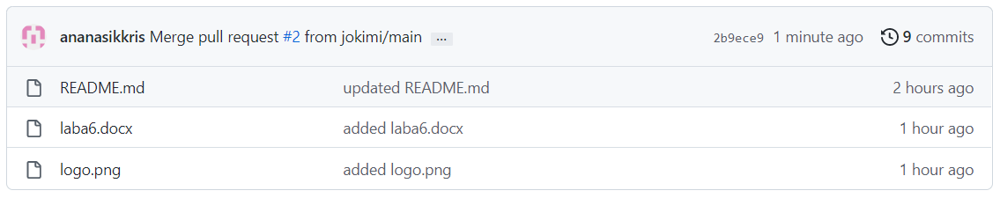 ananasikkris Merge pull request #2 from jokimi/main ... 2b9ece9 1 minute ago 9 commits
README.md updated README.md 2 hours ago
laba6.docx added laba6.docx 1 hour ago
logo.png added logo.png 1 hour ago